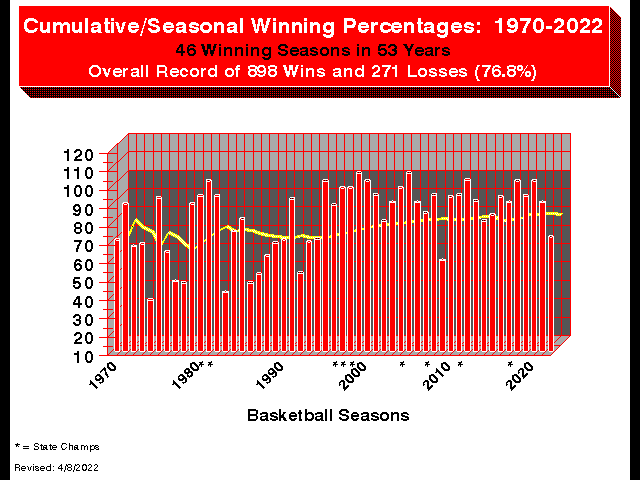 Cumulative/Seasonal Winning Percentages: 1970-2022
46 Winning Seasons in 53 Years
Overall Record of 898 Wins and 271 Losses (76.8%)
120
110
100
90
80
70
60
50
40
30
20
10
1970 1980** 1990 *** 2000 * 2010 * * 2020
Basketball Seasons
* = State Champs
Revised: 4/8/2022